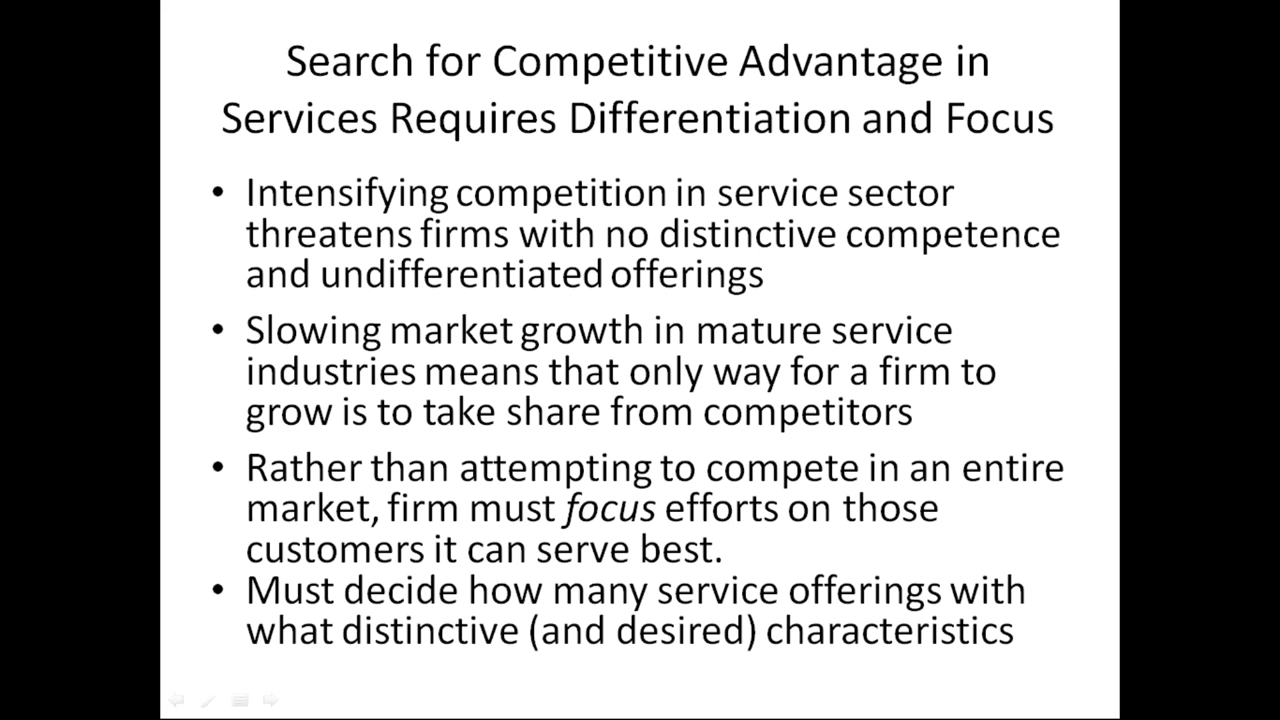 Search for Competitive Advantage in
Services Requires Differentiation and Focus
• Intensifying competition in service sector
threatens firms with no distinctive competence
and undifferentiated offerings
• Slowing market growth in mature service
industries means that only way for a firm to
grow is to take share from competitors
• Rather than attempting to compete in an entire
market, firm must focus efforts on those
customers it can serve best.
• Must decide how many service offerings with
what distinctive (and desired) characteristics